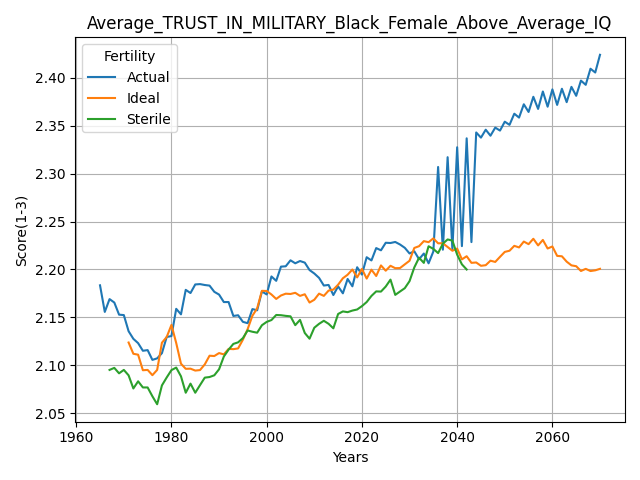 Average_TRUST_IN_MILITARY_Black_Female_Above_Average_IQ
Fertility
Actual
Ideal
Sterile
Score(1-3)
2.40
2.35
2.30
2.25
2.20
2.15
2.10
2.05
1960
1980
2000
2020
2040
2060
Years